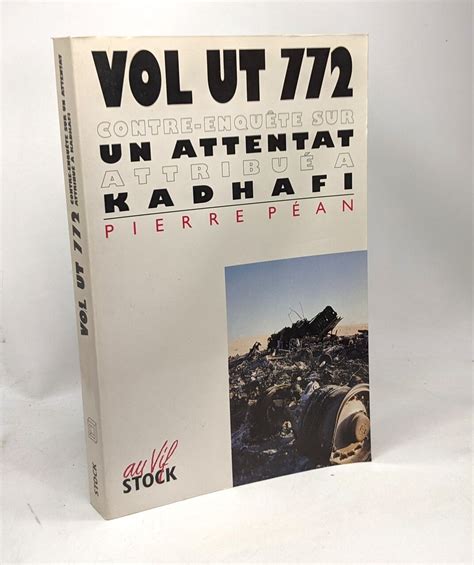 VOL UT 772
CONTRE-ENQUÊTE SUR
UN ATTENTAT
ATTRIBUÉ A
KADHAFI
PIERRE PÉAN
au Vif
STOCK
VOL UT 772
CONTRE-ENQUÊTE SUR UN ATTENTAT
ATTRIBUÉ A KADHAFI
STOCK